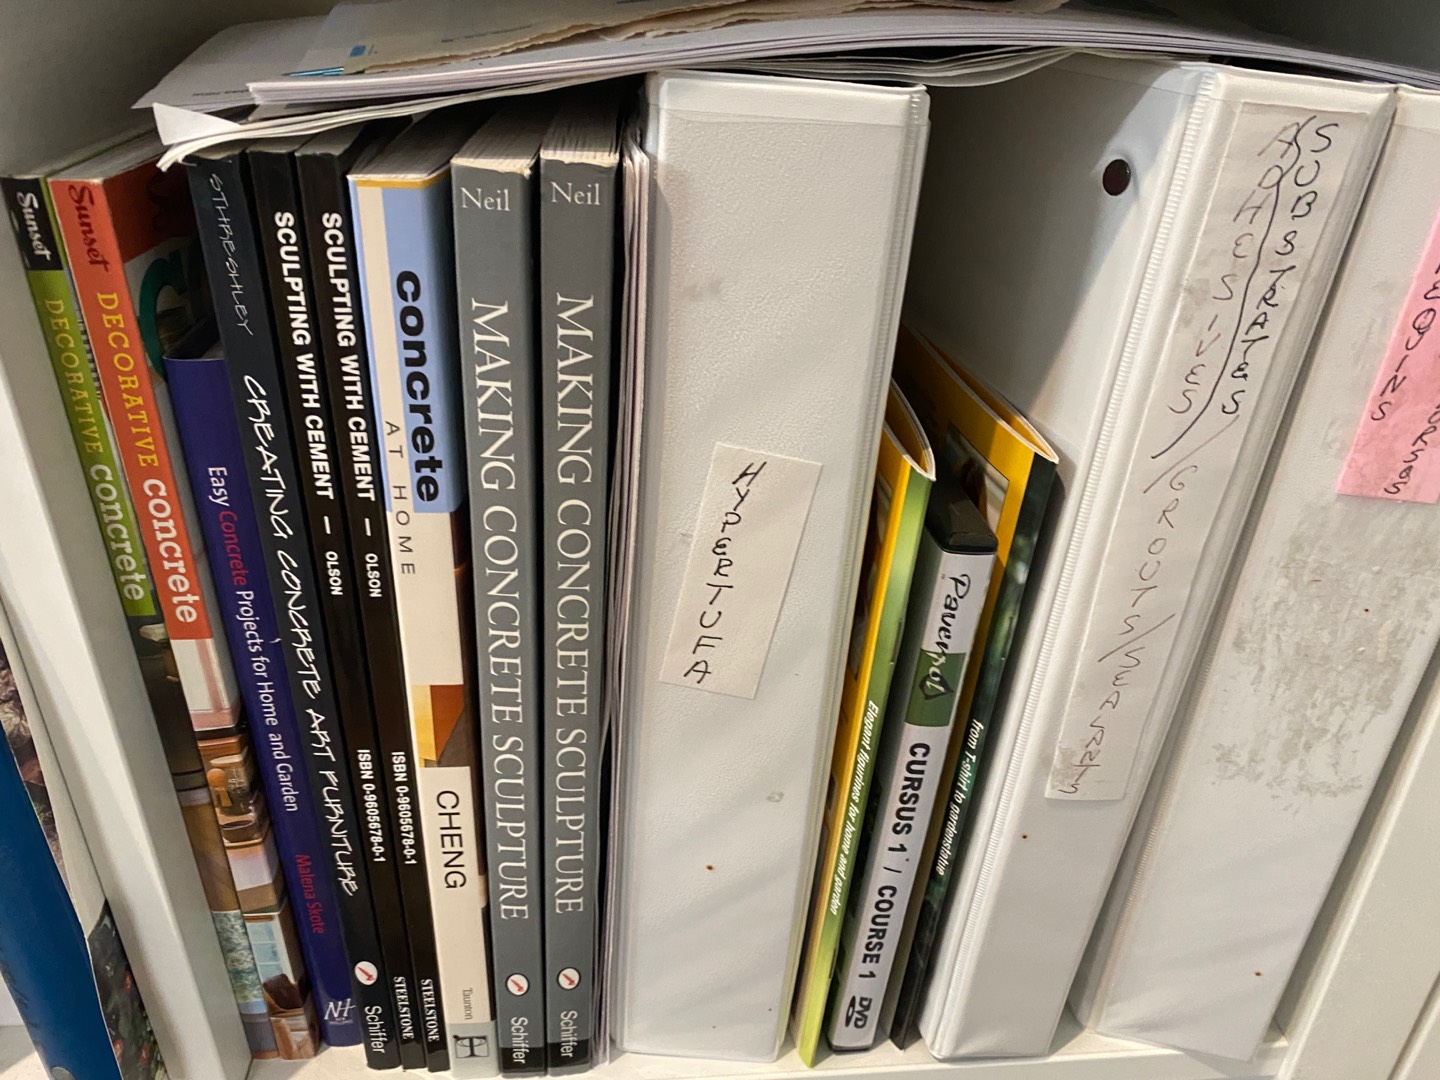 Sunset
DECORATIVE concrete
Sunset
DECORATIVE concrete
Easy Concrete Projects for Home and Garden
Malena Skote
NH
STHRESHLEY
CREATING CONCRETE ART FURNITURE
Schiffer
SCULPTING WITH CEMENT — OLSON
ISBN 0-9605678-0-1
STEELSTONE
SCULPTING WITH CEMENT — OLSON
ISBN 0-9605678-0-1
STEELSTONE
concrete
AT HOME
CHENG
Taunton
Neil
MAKING CONCRETE SCULPTURE
Schiffer
Neil
MAKING CONCRETE SCULPTURE
Schiffer
HYPERTUFA
Elegant figurines for home and garden
Paverpol
CURSUS 1 / COURSE 1
DVD
from T-shirt to gardenstatue
SUBSTRATES
ADHESIVES/GROUTS/SEALANTS